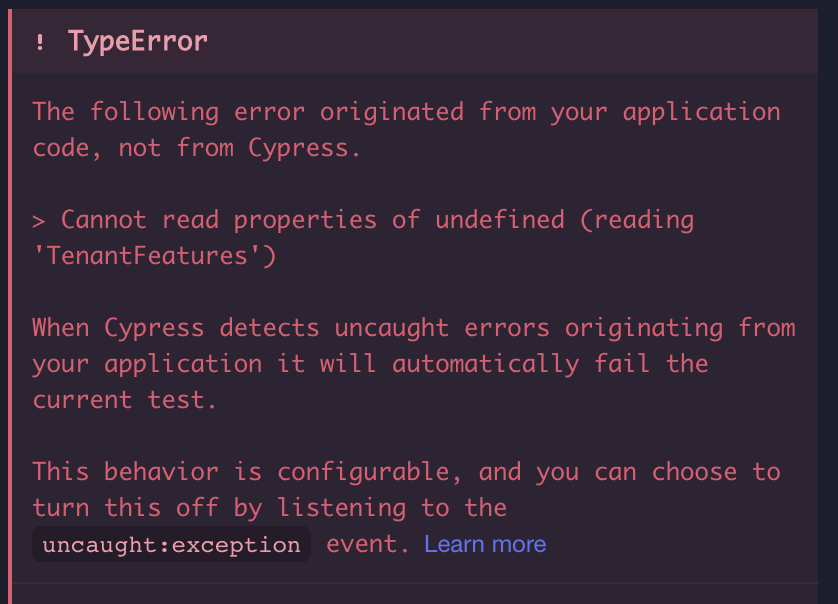 ! TypeError
The following error originated from your application
code, not from Cypress.
> Cannot read properties of undefined (reading
'TenantFeatures')
When Cypress detects uncaught errors originating from
your application it will automatically fail the
current test.
This behavior is configurable, and you can choose to
turn this off by listening to the
uncaught:exception event. Learn more